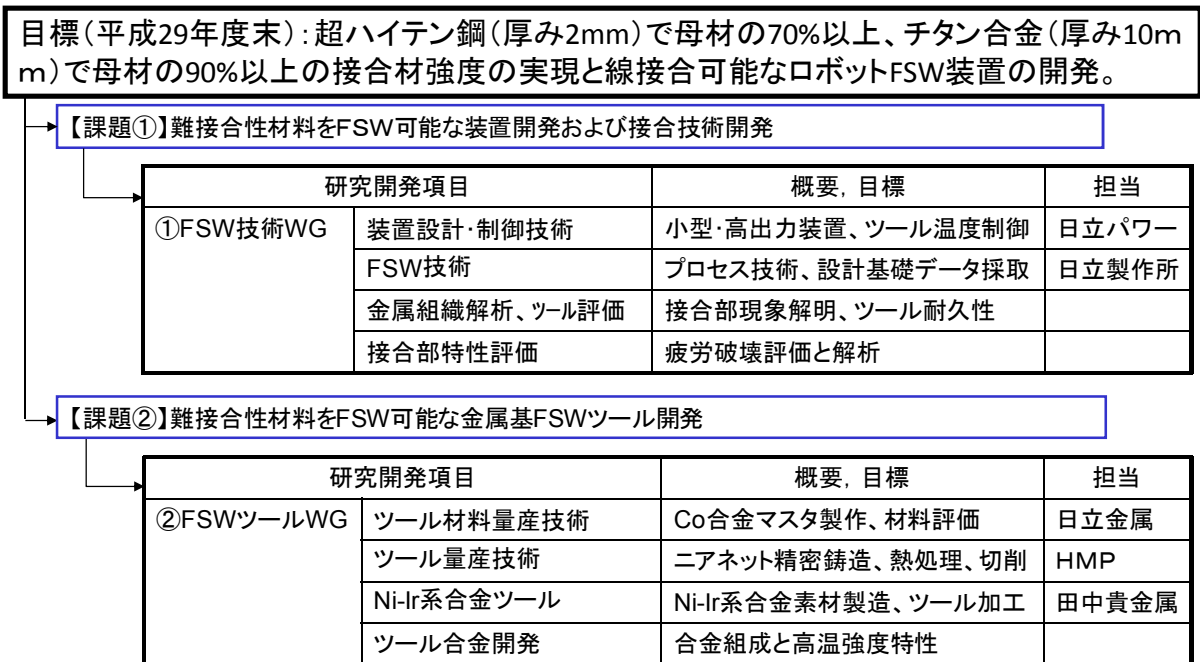 目標(平成29年度末):超ハイテン鋼(厚み2mm)で母材の70%以上、チタン合金(厚み10m
m)で母材の90%以上の接合材強度の実現と線接合可能なロボットFSW装置の開発。
【課題①】難接合性材料をFSW可能な装置開発および接合技術開発
研究開発項目 概要, 目標 担当
①FSW技術WG 装置設計・制御技術 小型・高出力装置、ツール温度制御 日立パワー
FSW技術 プロセス技術、設計基礎データ採取 日立製作所
金属組織解析、ツール評価 接合部現象解明、ツール耐久性
接合部特性評価 疲労破壊評価と解析
【課題②】難接合性材料をFSW可能な金属基FSWツール開発
研究開発項目 概要, 目標 担当
②FSWツールWG ツール材料量産技術 Co合金マスタ製作、材料評価 日立金属
ツール量産技術 ニアネット精密鋳造、熱処理、切削 HMP
Ni-Ir系合金ツール Ni-Ir系合金素材製造、ツール加工 田中貴金属
ツール合金開発 合金組成と高温強度特性